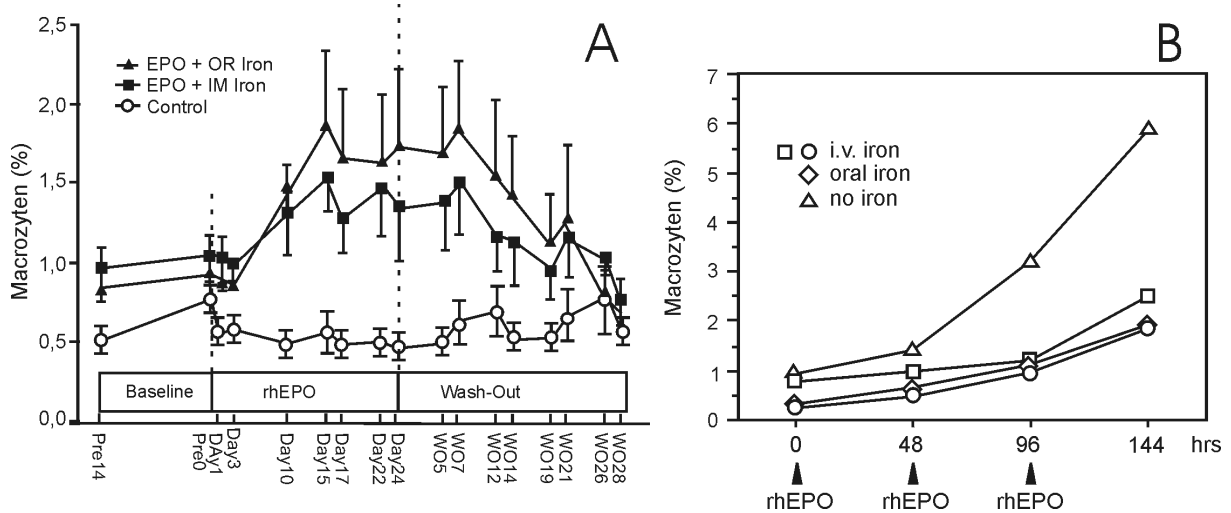 A
Macrozyten (%)
2,5
2,0
1,5
1,0
0,5
0,0
EPO + OR Iron
EPO + IM Iron
Control
Baseline rhEPO Wash-Out
Pre14 Pre0 DAy1 Day3 Day10 Day15 Day17 Day22 Day24 WO5 WO7 WO12 WO14 WO19 WO21 WO26 WO28
B
Macrozyten (%)
7
6
5
4
3
2
1
0
i.v. iron
oral iron
no iron
0 48 96 144 hrs
rhEPO rhEPO rhEPO